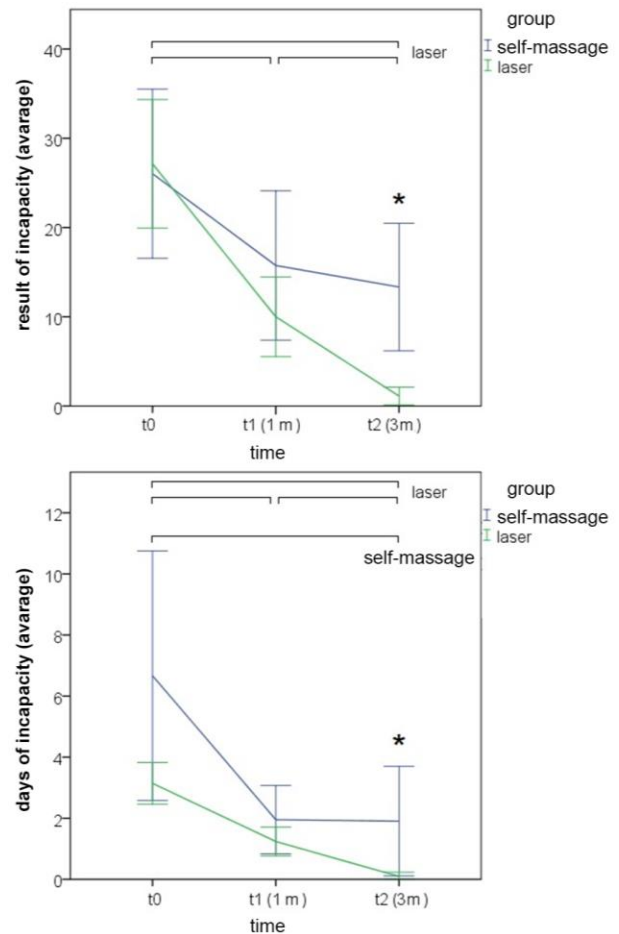 group
self-massage
laser
laser
40
30
20
10
0
*
result of incapacity (avarage)
t0 t1 (1 m) t2 (3m)
time
group
self-massage
laser
laser
self-massage
12
10
8
6
4
2
0
*
days of incapacity (avarage)
t0 t1 (1 m) t2 (3m)
time